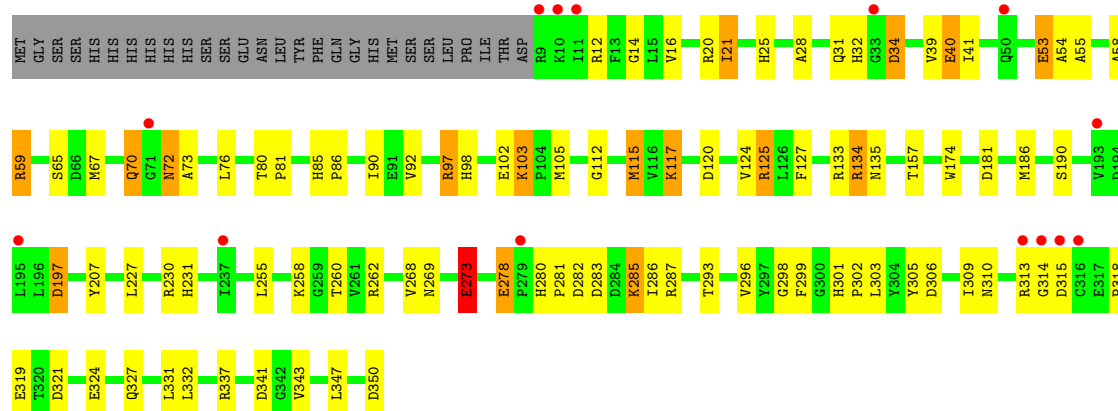 MET GLY SER SER HIS HIS HIS HIS HIS HIS SER SER GLU ASN LEU TYR PHE GLN GLY HIS MET SER SER LEU PRO ILE THR ASP R9 K10 I11 R12 F13 G14 L15 V16 R20 I21 H25 A28 Q31 H32 G33 D34 V39 E40 I41 Q50 E53 A54 A55 A58
R59 S65 D66 M67 Q70 G71 N72 A73 L76 T80 P81 H85 P86 I90 E91 V92 R97 H98 E102 K103 P104 M105 G112 M115 V116 K117 D120 V124 R125 L126 F127 R133 R134 N135 T157 W174 D181 M186 S190 V193 D194
L195 L196 D197 Y207 L227 R230 H231 I237 L255 K258 G259 T260 V261 R262 V268 N269 E273 E278 P279 H280 P281 D282 D283 D284 K285 I286 R287 T293 V296 Y297 G298 F299 G300 H301 P302 L303 Y304 Y305 D306 I309 N310 R313 G314 D315 C316 E317
E319 T320 D321 E324 Q327 L331 L332 R337 D341 G342 V343 L347 D350